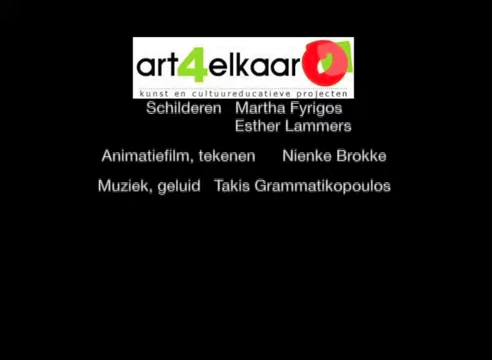 art4elkaar
kunst en cultuureducatieve projecten
Schilderen Martha Fyrigos
Esther Lammers
Animatiefilm, tekenen Nienke Brokke
Muziek, geluid Takis Grammatikopoulos